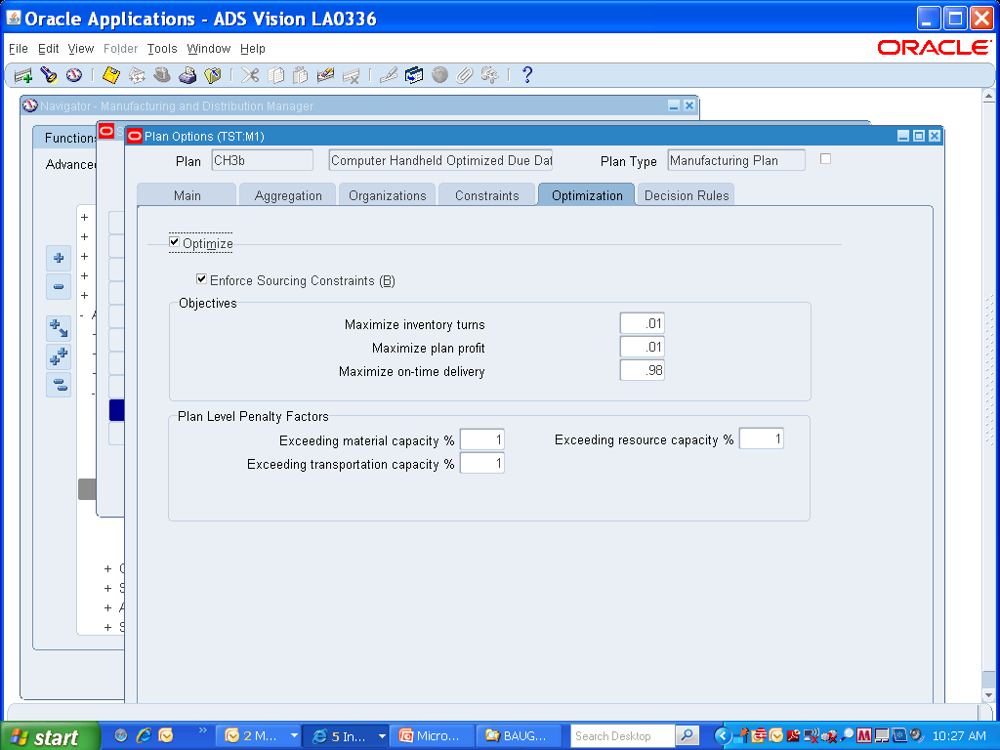 Oracle Applications - ADS Vision LA0336
File Edit View Folder Tools Window Help
ORACLE
Navigator - Manufacturing and Distribution Manager
Functions
Plan Options (TST:M1)
Advanced
Plan CH3b Computer Handheld Optimized Due Dat Plan Type Manufacturing Plan
Main Aggregation Organizations Constraints Optimization Decision Rules
Optimize
Enforce Sourcing Constraints (B)
Objectives
Maximize inventory turns .01
Maximize plan profit .01
Maximize on-time delivery .98
Plan Level Penalty Factors
Exceeding material capacity % 1 Exceeding resource capacity % 1
Exceeding transportation capacity % 1
start 2 M... 5 In... Micro... BAUG... Search Desktop 10:27 AM